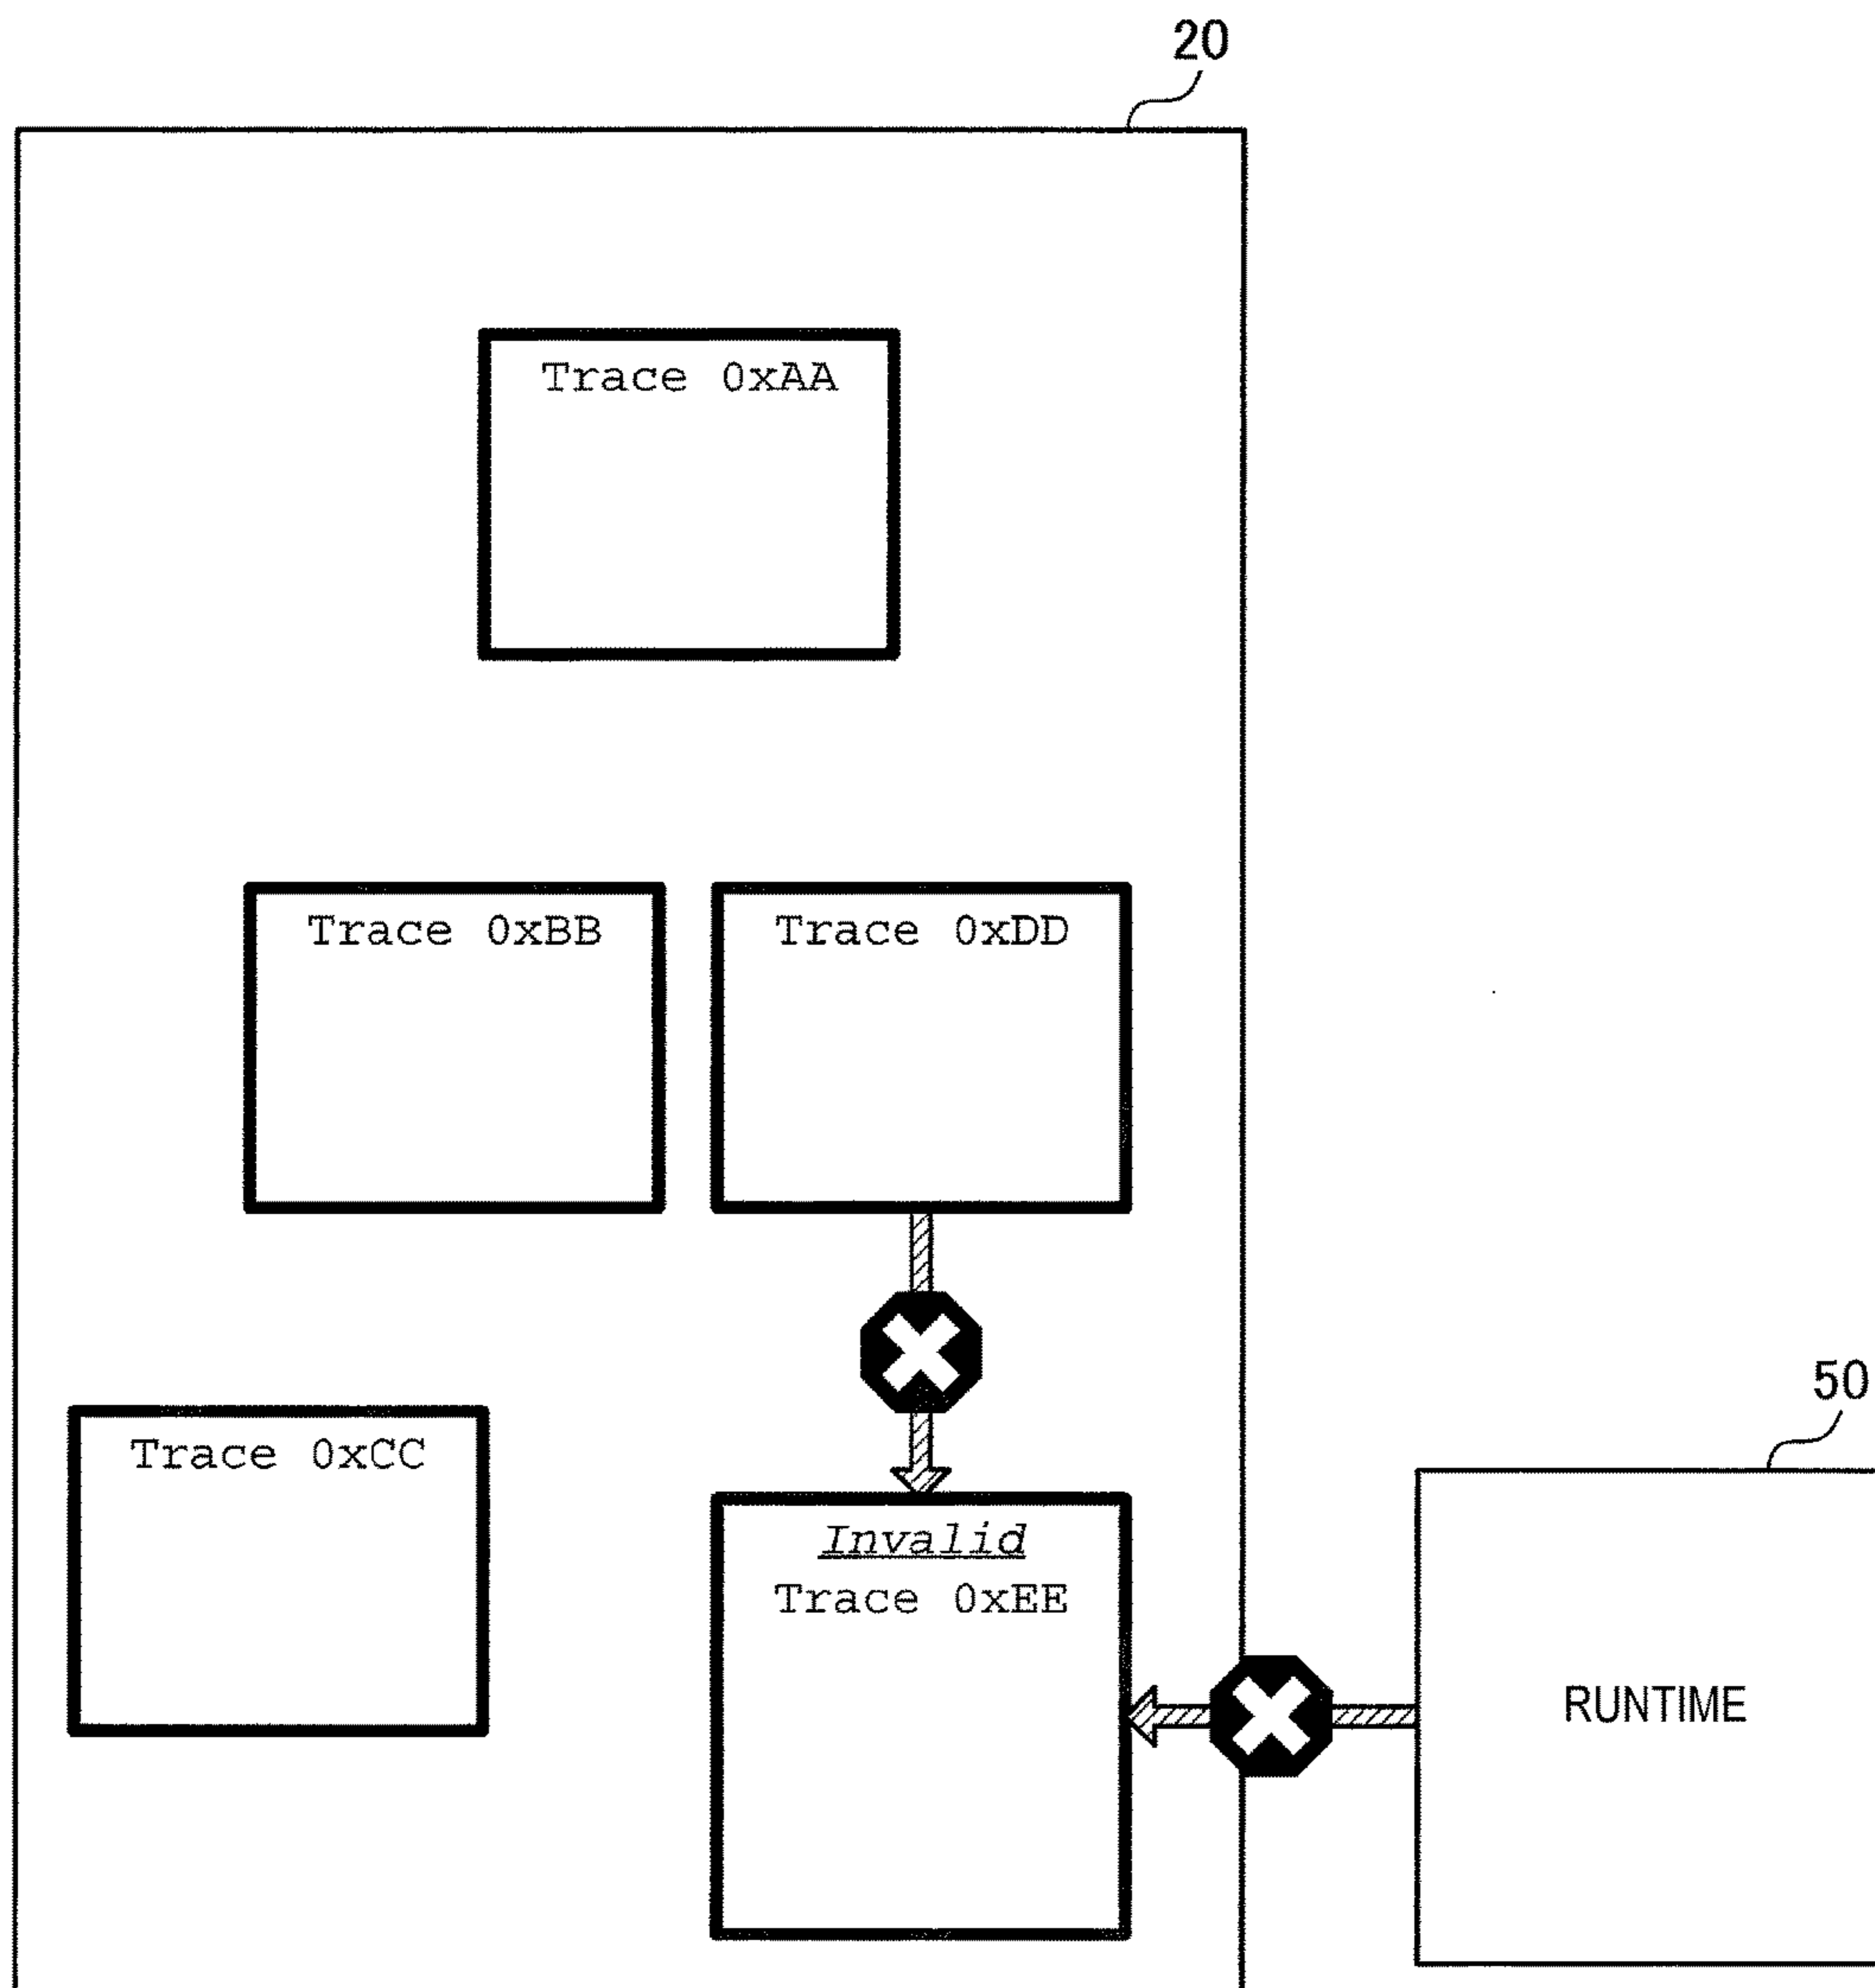 20
Trace 0xAA
Trace 0xBB
Trace 0xDD
50
Trace 0xCC
Invalid
Trace 0xEE
RUNTIME